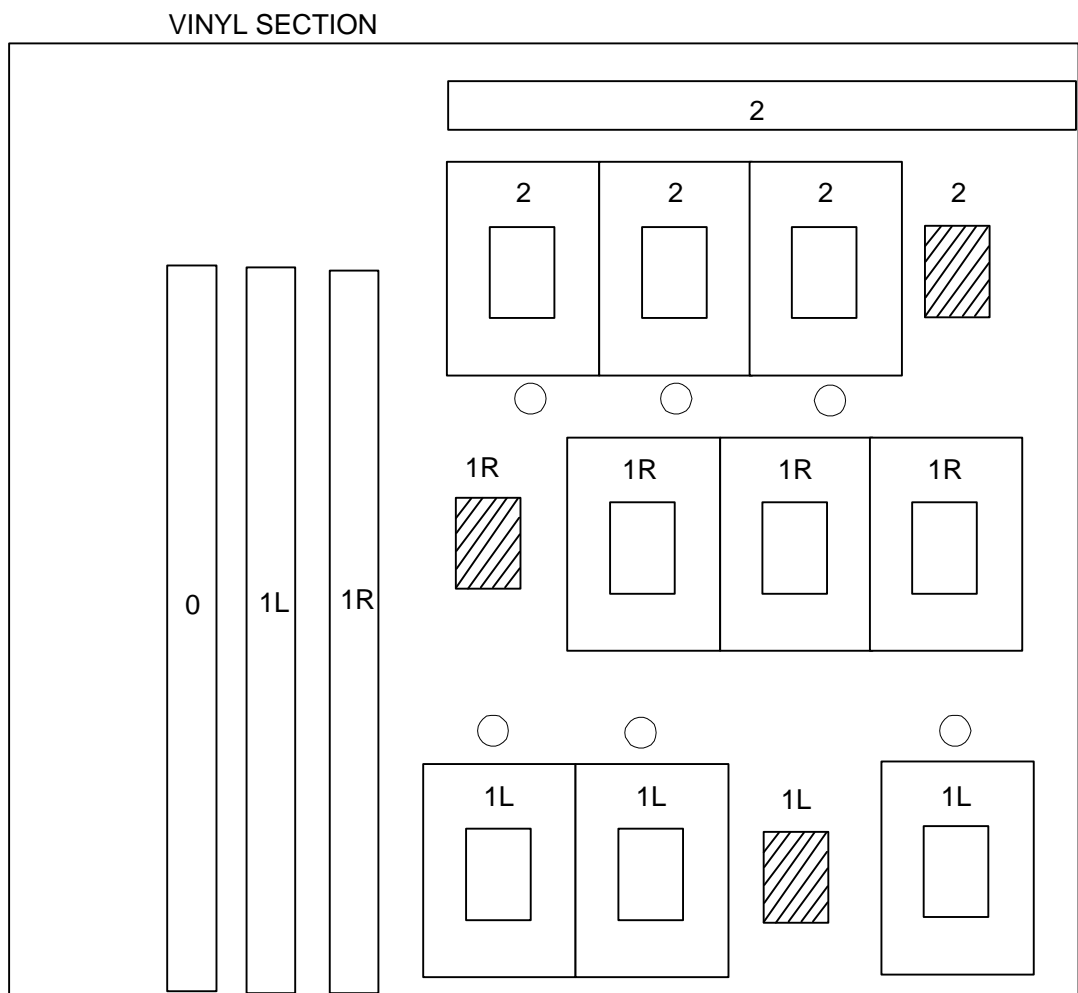 VINYL SECTION
2
2 2 2 2
1R 1R 1R 1R
0 1L 1R
1L 1L 1L 1L